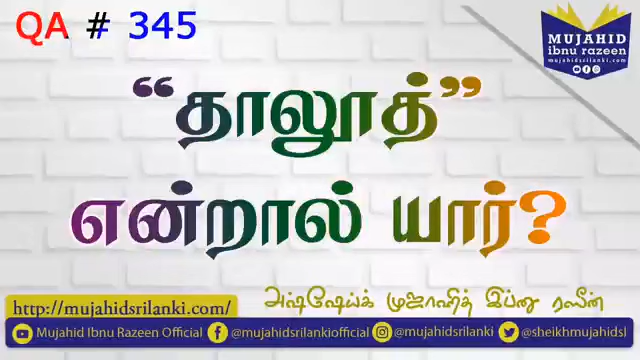 QA # 345
MUJAHID
ibnu razeen
mujahidsrilanki.com
“தாலூத்”
என்றால் யார்?
அஷ்ஷேய்க் முஜாஹித் இப்னு ரஸீன்
http://mujahidsrilanki.com/
Mujahid Ibnu Razeen Official @mujahidsrilankiofficial @mujahidsrilanki @sheikhmujahidsl